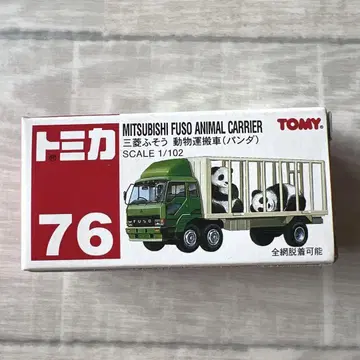 トミカ
76
MITSUBISHI FUSO ANIMAL CARRIER
三菱ふそう 動物運搬車(パンダ)
SCALE 1/102
TOMY
FUSO
全網脱着可能